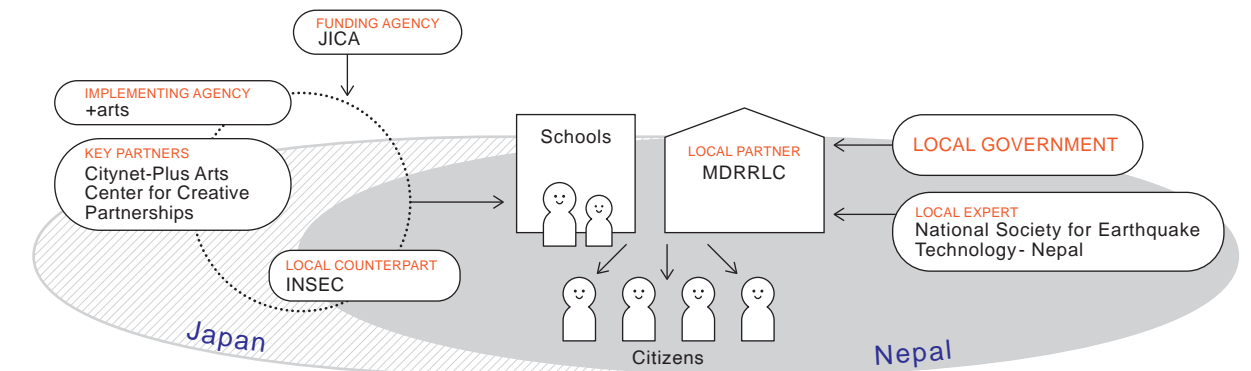 FUNDING AGENCY
JICA
IMPLEMENTING AGENCY
+arts
KEY PARTNERS
Citynet-Plus Arts
Center for Creative
Partnerships
LOCAL COUNTERPART
INSEC
Schools
LOCAL PARTNER
MDRRLC
LOCAL GOVERNMENT
LOCAL EXPERT
National Society for Earthquake
Technology- Nepal
Citizens
Japan
Nepal